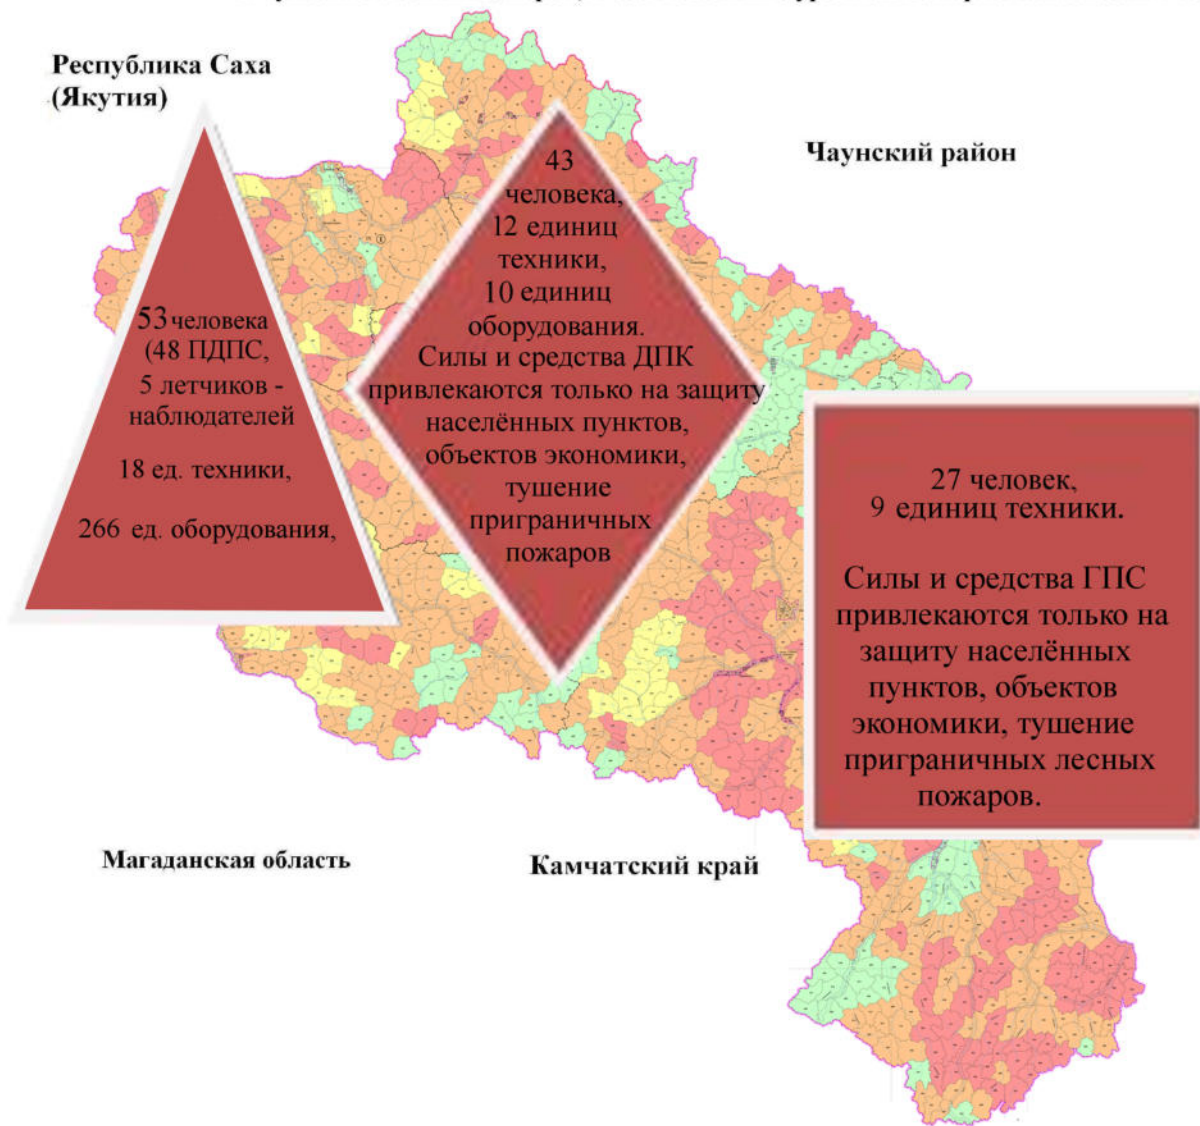 Республика Саха
(Якутия)
Чаунский район
43
человека,
12 единиц
техники,
10 единиц
оборудования.
Силы и средства ДПК
привлекаются только на защиту
населённых пунктов,
объектов экономики,
тушение
приграничных
пожаров
53 человека
(48 ПДПС,
5 летчиков -
наблюдателей
18 ед. техники,
266 ед. оборудования,
27 человек,
9 единиц техники.
Силы и средства ГПС
привлекаются только на
защиту населённых
пунктов, объектов
экономики, тушение
приграничных лесных
пожаров.
Магаданская область
Камчатский край